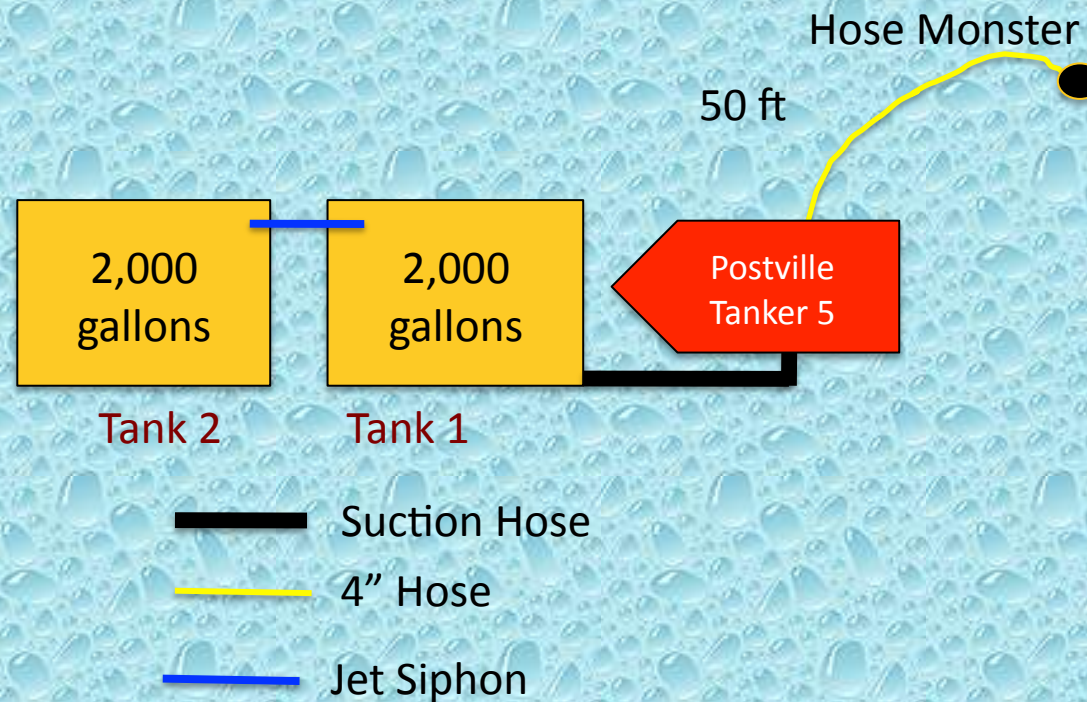 Hose Monster
50 ft
2,000
gallons
2,000
gallons
Postville
Tanker 5
Tank 2
Tank 1
Suction Hose
4” Hose
Jet Siphon